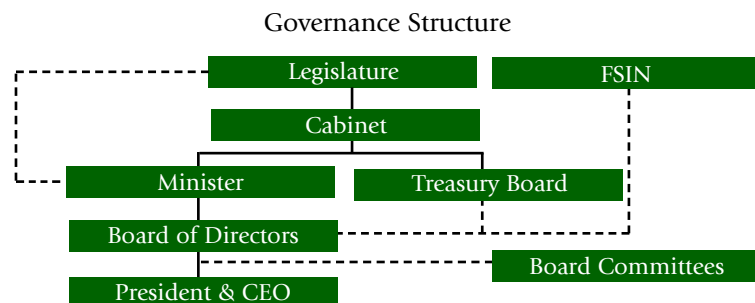 Governance Structure
Legislature
FSIN
Cabinet
Minister
Treasury Board
Board of Directors
Board Committees
President & CEO